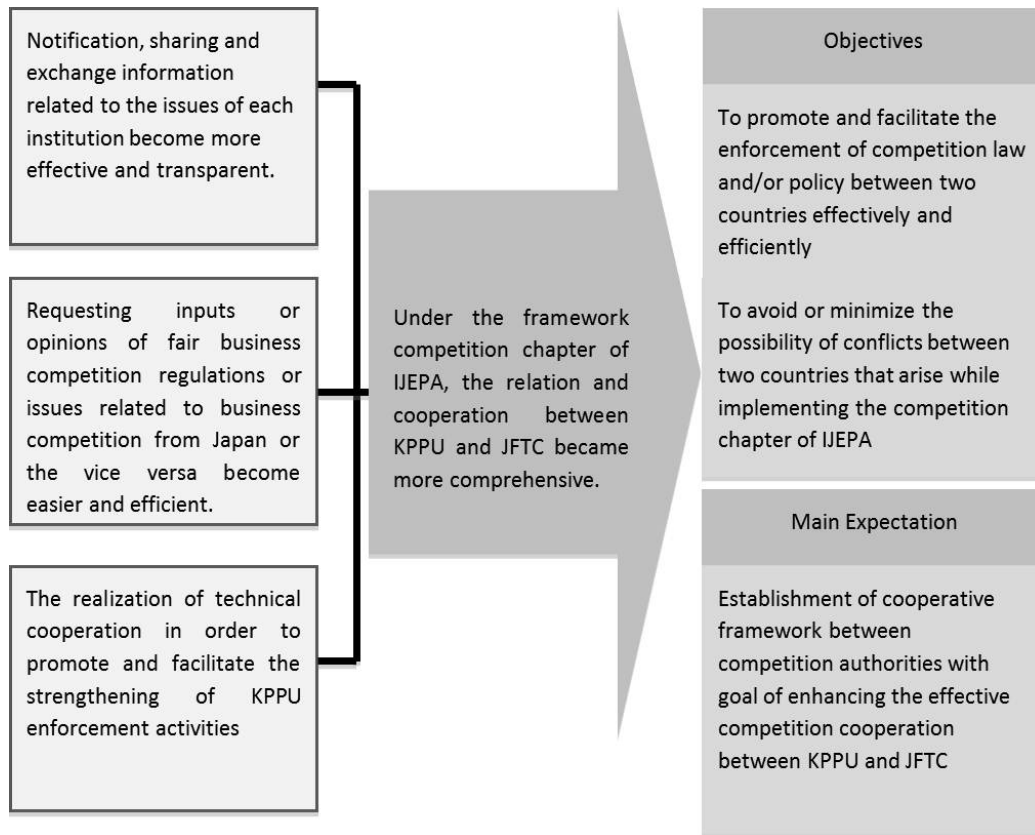 Notification, sharing and
exchange information
related to the issues of each
institution become more
effective and transparent.
Requesting inputs or
opinions of fair business
competition regulations or
issues related to business
competition from Japan or
the vice versa become
easier and efficient.
The realization of technical
cooperation in order to
promote and facilitate the
strengthening of KPPU
enforcement activities
Under the framework
competition chapter of
IJEPA, the relation and
cooperation between
KPPU and JFTC became
more comprehensive.
Objectives
To promote and facilitate the
enforcement of competition law
and/or policy between two
countries effectively and
efficiently
To avoid or minimize the
possibility of conflicts between
two countries that arise while
implementing the competition
chapter of IJEPA
Main Expectation
Establishment of cooperative
framework between
competition authorities with
goal of enhancing the effective
competition cooperation
between KPPU and JFTC